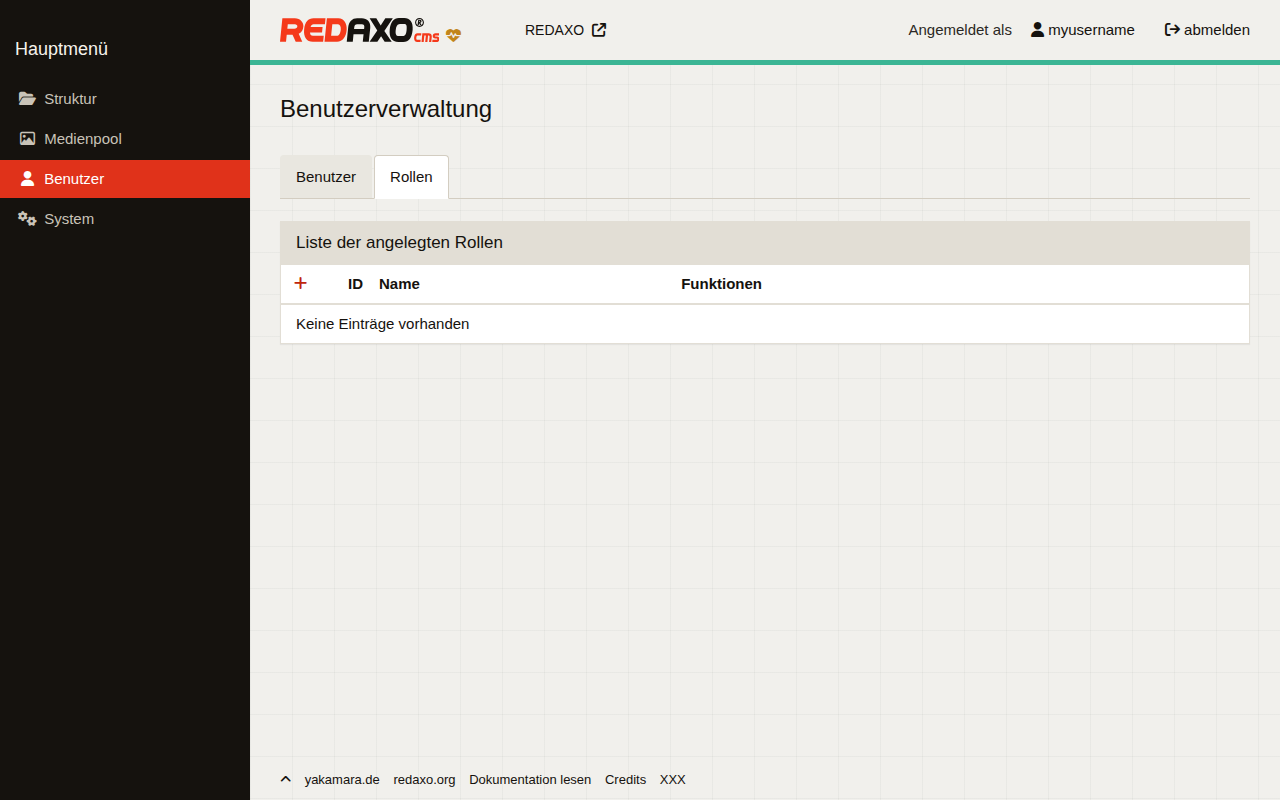 Hauptmenü
Struktur
Medienpool
Benutzer
System
REDAXO® cms
REDAXO
Angemeldet als myusername abmelden
Benutzerverwaltung
Benutzer Rollen
Liste der angelegten Rollen
+ ID Name Funktionen
Keine Einträge vorhanden
yakamara.de redaxo.org Dokumentation lesen Credits XXX